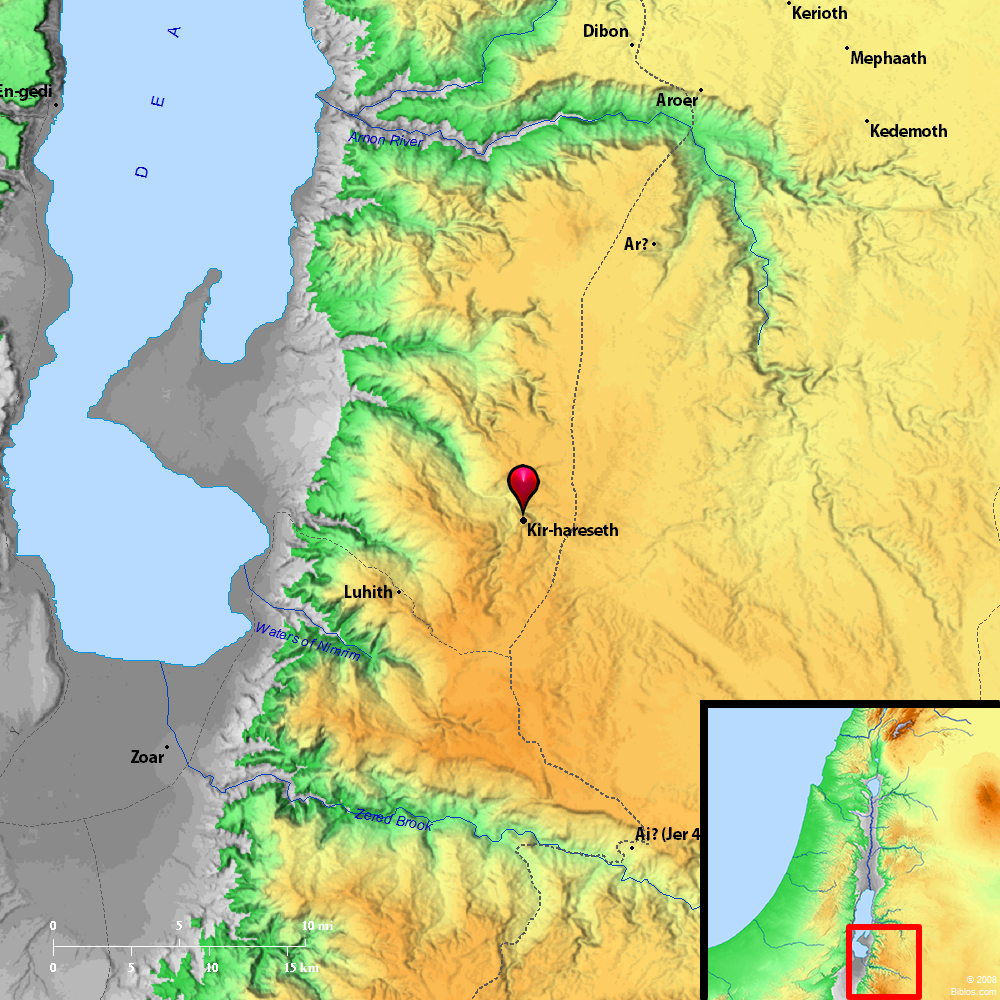 Kerioth
Dibon
D E A
Mephaath
En-gedi
Aroer
Kedemoth
Arnon River
Ar?
Kir-hareseth
Luhith
Waters of Nimrim
Zoar
Zered Brook
Ai? (Jer 4
0 5 10 mi
0 5 10 15 km
© 2008
Biblos.com